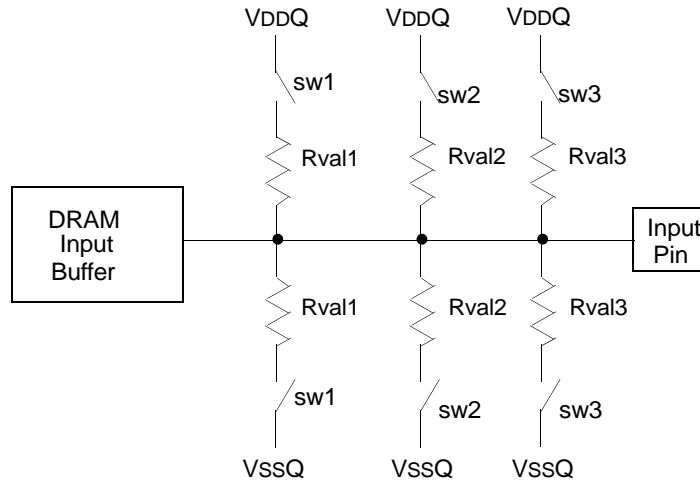 VDDQ VDDQ VDDQ
sw1 sw2 sw3
Rval1 Rval2 Rval3
DRAM
Input
Buffer
Input
Pin
Rval1 Rval2 Rval3
sw1 sw2 sw3
VSSQ VSSQ VSSQ